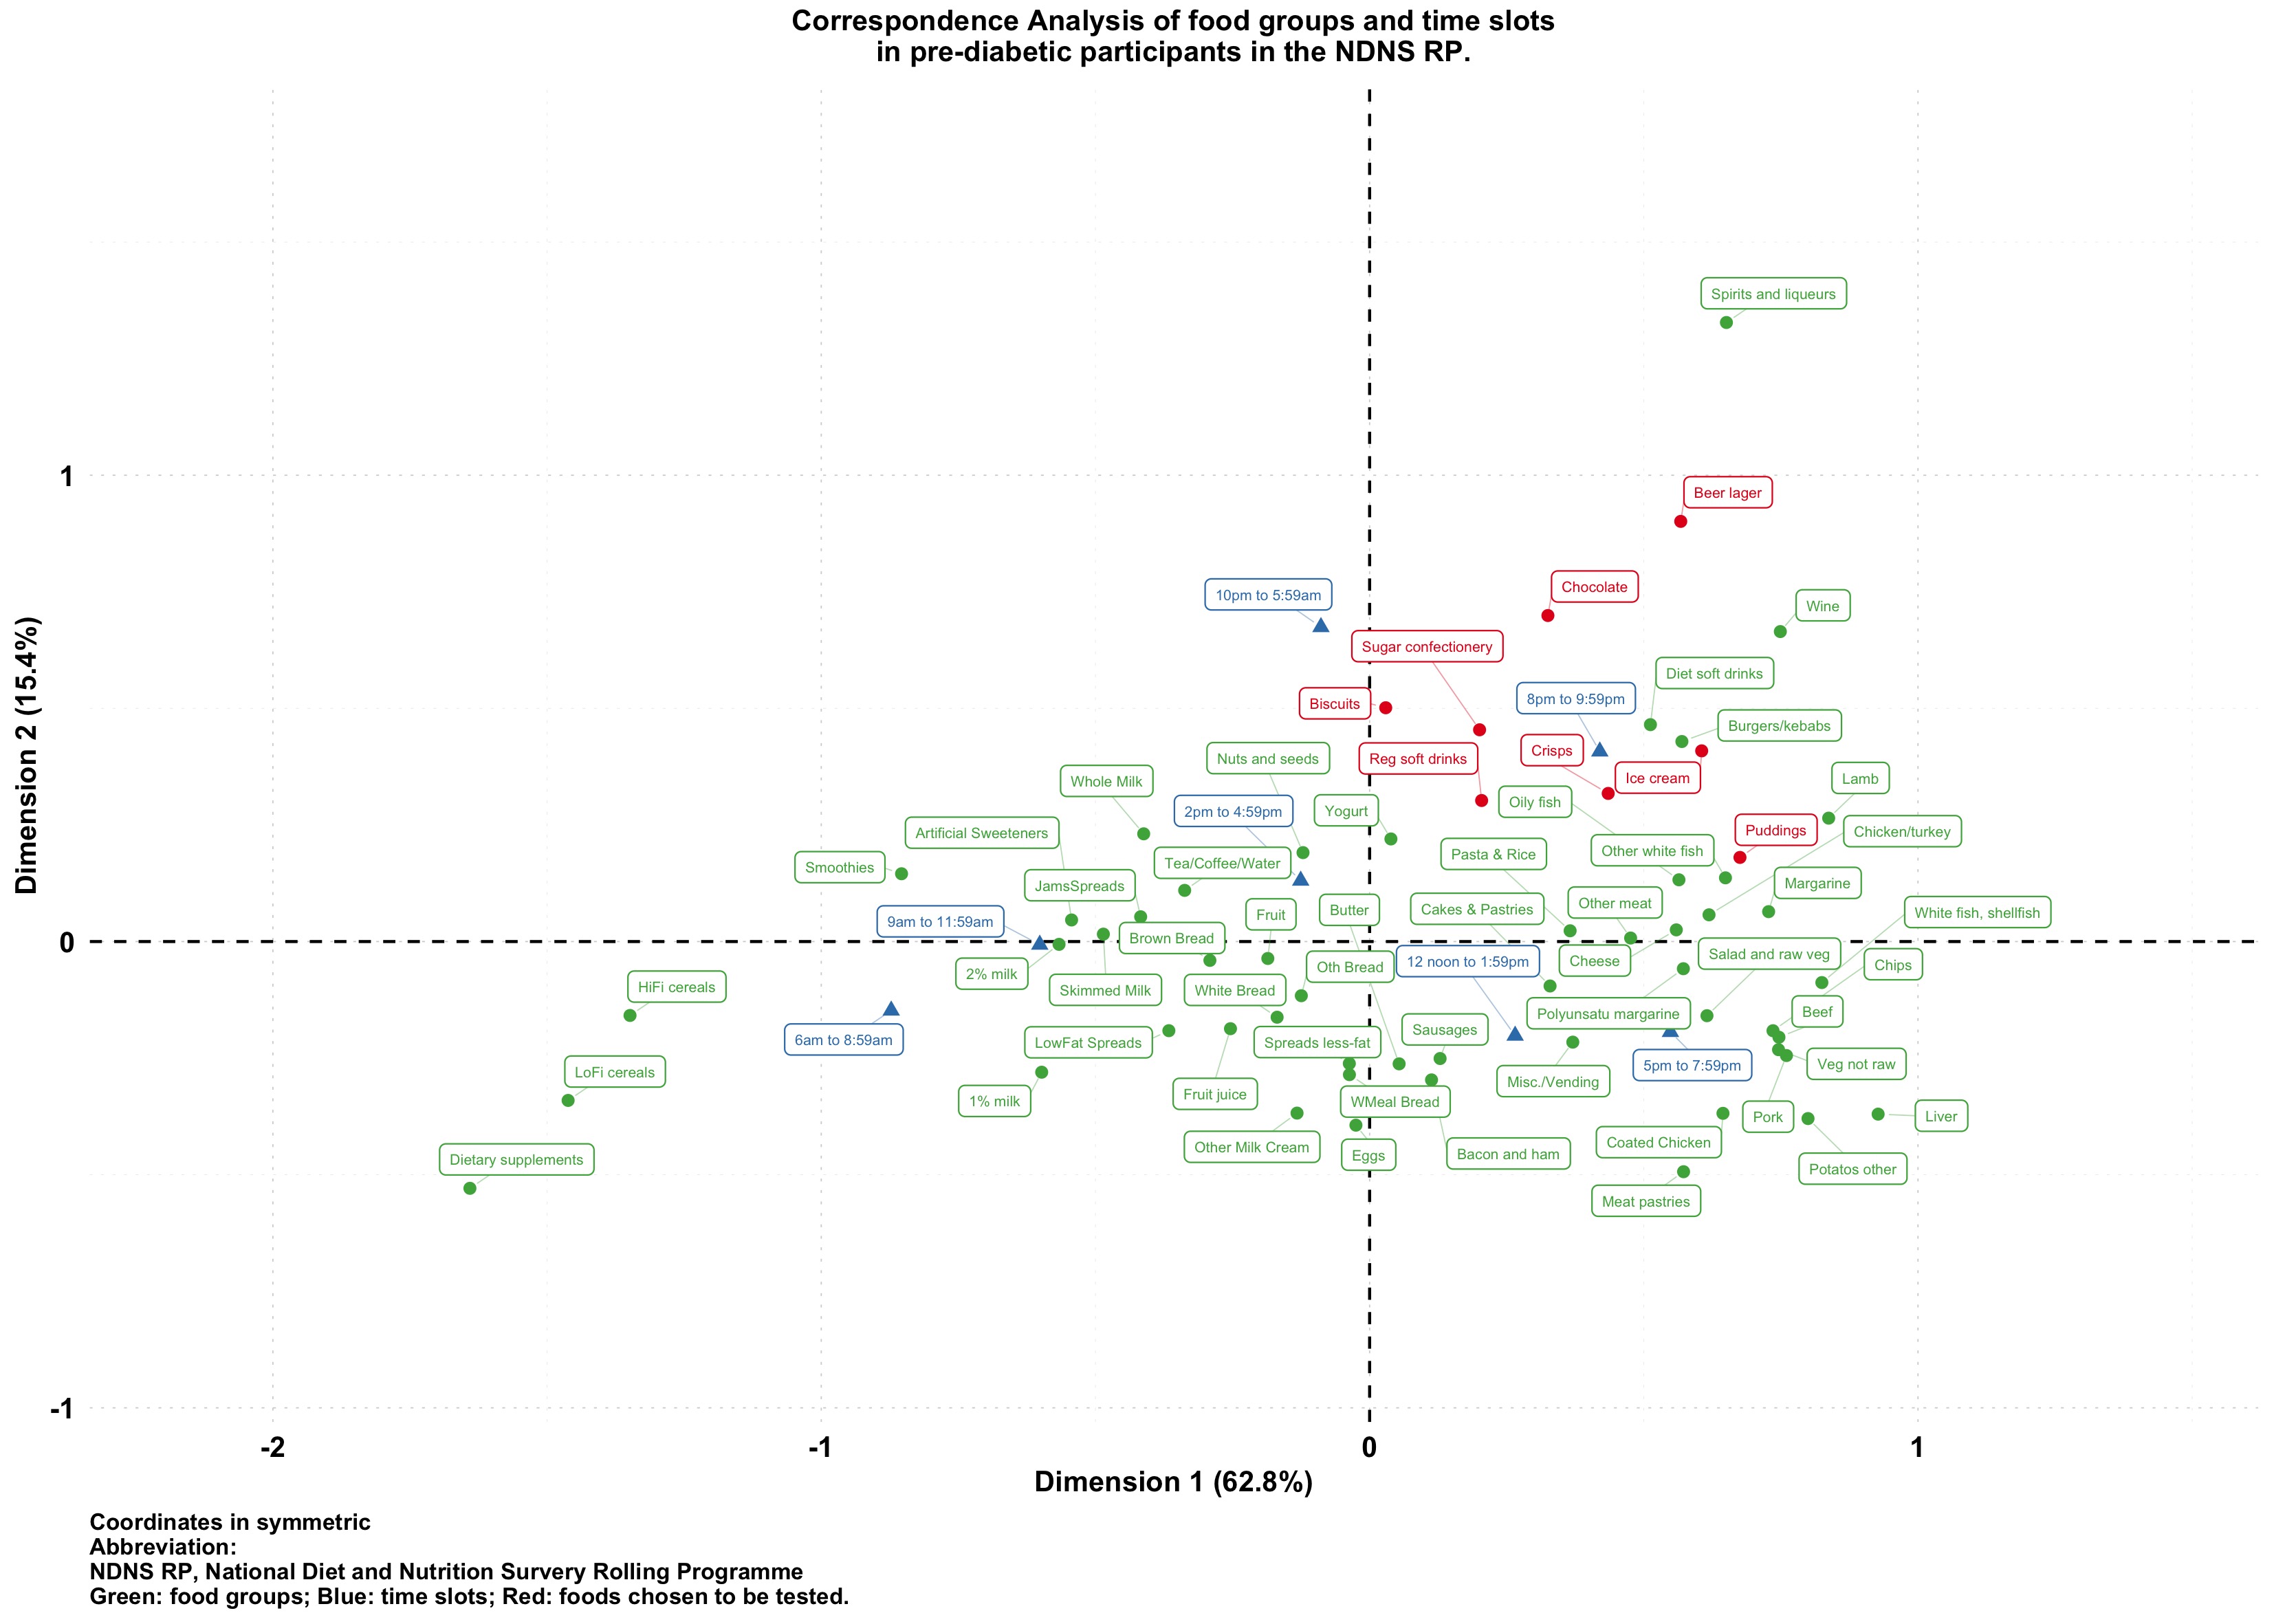 Correspondence Analysis of food groups and time slots
in pre-diabetic participants in the NDNS RP.
Spirits and liqueurs
1
Beer lager
Chocolate
10pm to 5:59am
Wine
Sugar confectionery
Diet soft drinks
8pm to 9:59pm
Biscuits
Burgers/kebabs
Crisps
Nuts and seeds
Reg soft drinks
Ice cream
Lamb
Whole Milk
Oily fish
Yogurt
2pm to 4:59pm
Puddings
Chicken/turkey
Artificial Sweeteners
Other white fish
Pasta & Rice
Tea/Coffee/Water
Smoothies
Margarine
JamsSpreads
Other meat
Cakes & Pastries
Butter
White fish, shellfish
Fruit
9am to 11:59am
Brown Bread
0
Salad and raw veg
Cheese
12 noon to 1:59pm
Chips
Oth Bread
2% milk
HiFi cereals
Skimmed Milk
White Bread
Beef
Polyunsatu margarine
Sausages
6am to 8:59am
LowFat Spreads
Spreads less-fat
Veg not raw
5pm to 7:59pm
LoFi cereals
Misc./Vending
Fruit juice
1% milk
WMeal Bread
Pork
Liver
Coated Chicken
Other Milk Cream
Eggs
Bacon and ham
Dietary supplements
Potatos other
Meat pastries
-1
-2
-1
0
1
Dimension 2 (15.4%)
Dimension 1 (62.8%)
Coordinates in symmetric
Abbreviation:
NDNS RP, National Diet and Nutrition Survery Rolling Programme
Green: food groups; Blue: time slots; Red: foods chosen to be tested.